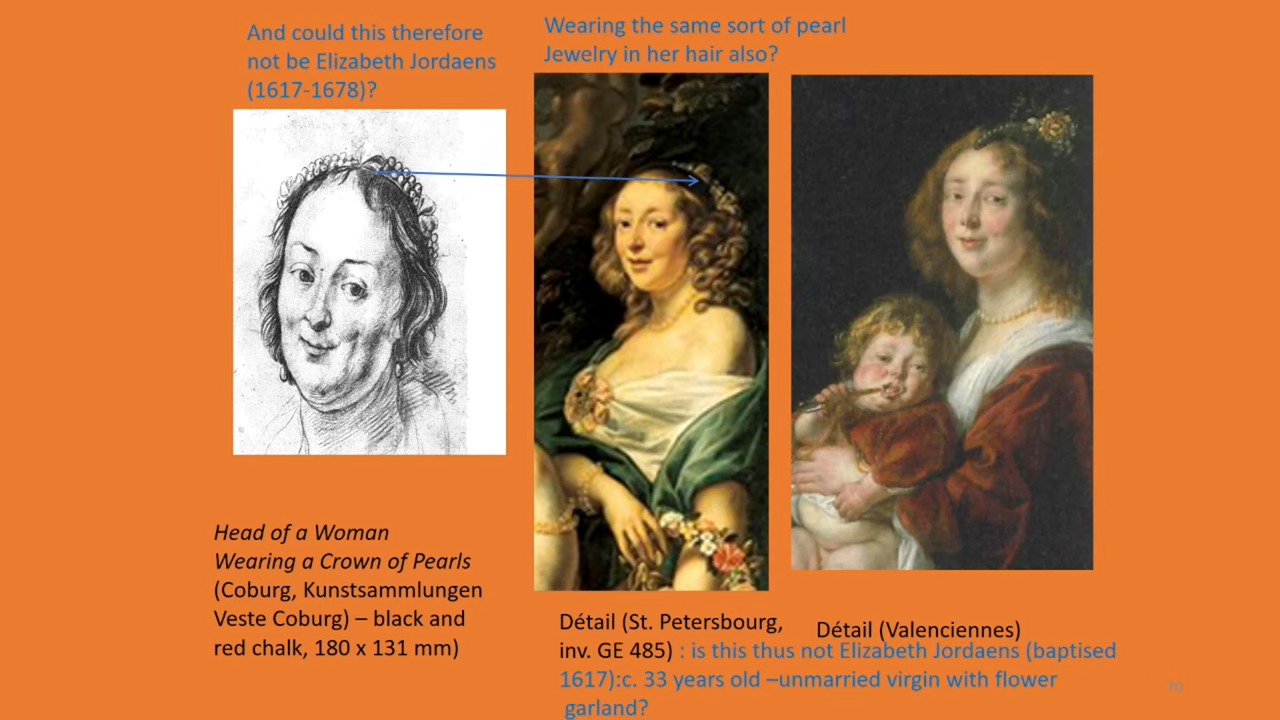 And could this therefore
not be Elizabeth Jordaens
(1617-1678)?
Wearing the same sort of pearl
Jewelry in her hair also?
Head of a Woman
Wearing a Crown of Pearls
(Coburg, Kunstsammlungen
Veste Coburg) – black and
red chalk, 180 x 131 mm)
Détail (St. Petersbourg,
inv. GE 485) : is this thus not Elizabeth Jordaens (baptised
1617):c. 33 years old –unmarried virgin with flower
garland?
Détail (Valenciennes)
70